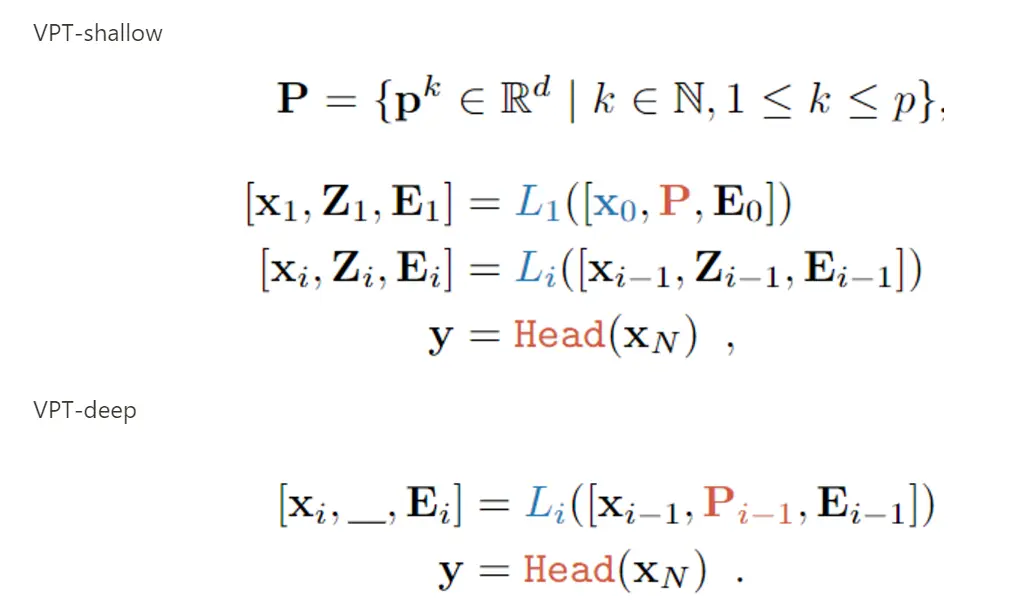 VPT-shallow
P = {p^k ∈ ℝ^d | k ∈ ℕ, 1 ≤ k ≤ p},
[x_1, Z_1, E_1] = L_1([x_0, P, E_0])
[x_i, Z_i, E_i] = L_i([x_{i−1}, Z_{i−1}, E_{i−1}])
y = Head(x_N) ,
VPT-deep
[x_i, __, E_i] = L_i([x_{i−1}, P_{i−1}, E_{i−1}])
y = Head(x_N) .